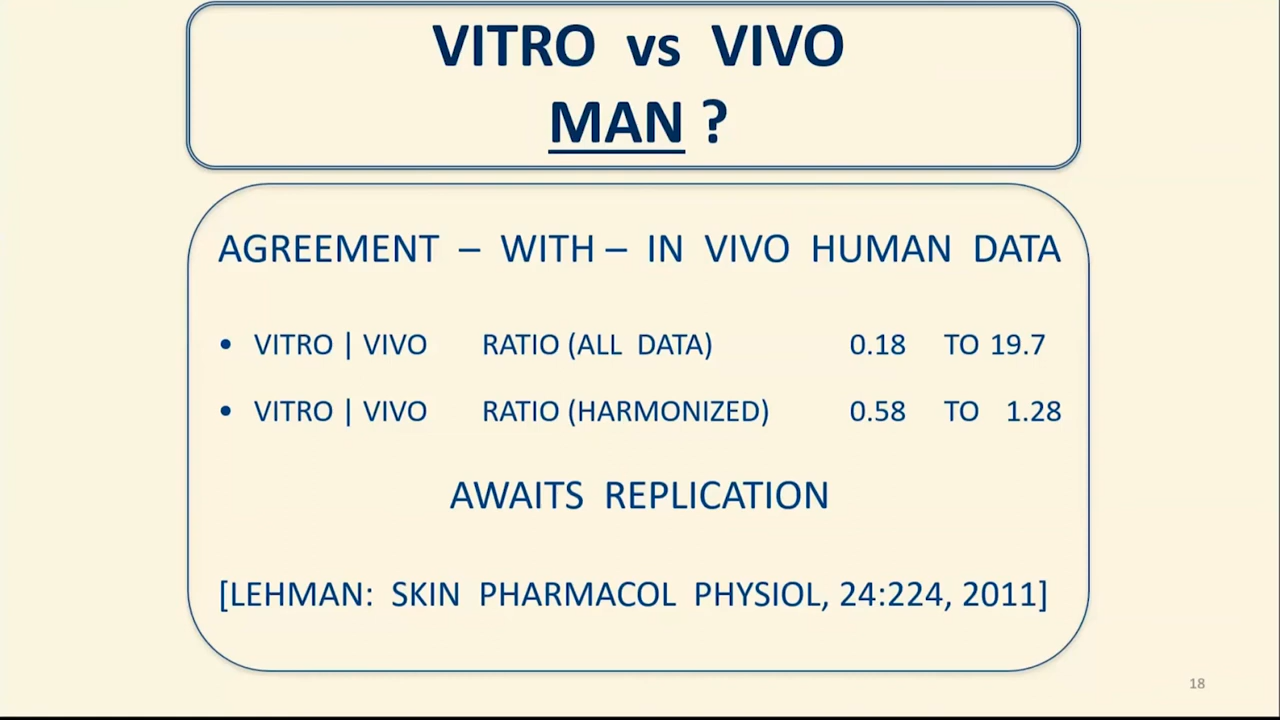 VITRO vs VIVO
MAN ?
AGREEMENT – WITH – IN VIVO HUMAN DATA
• VITRO | VIVO RATIO (ALL DATA) 0.18 TO 19.7
• VITRO | VIVO RATIO (HARMONIZED) 0.58 TO 1.28
AWAITS REPLICATION
[LEHMAN: SKIN PHARMACOL PHYSIOL, 24:224, 2011]
18